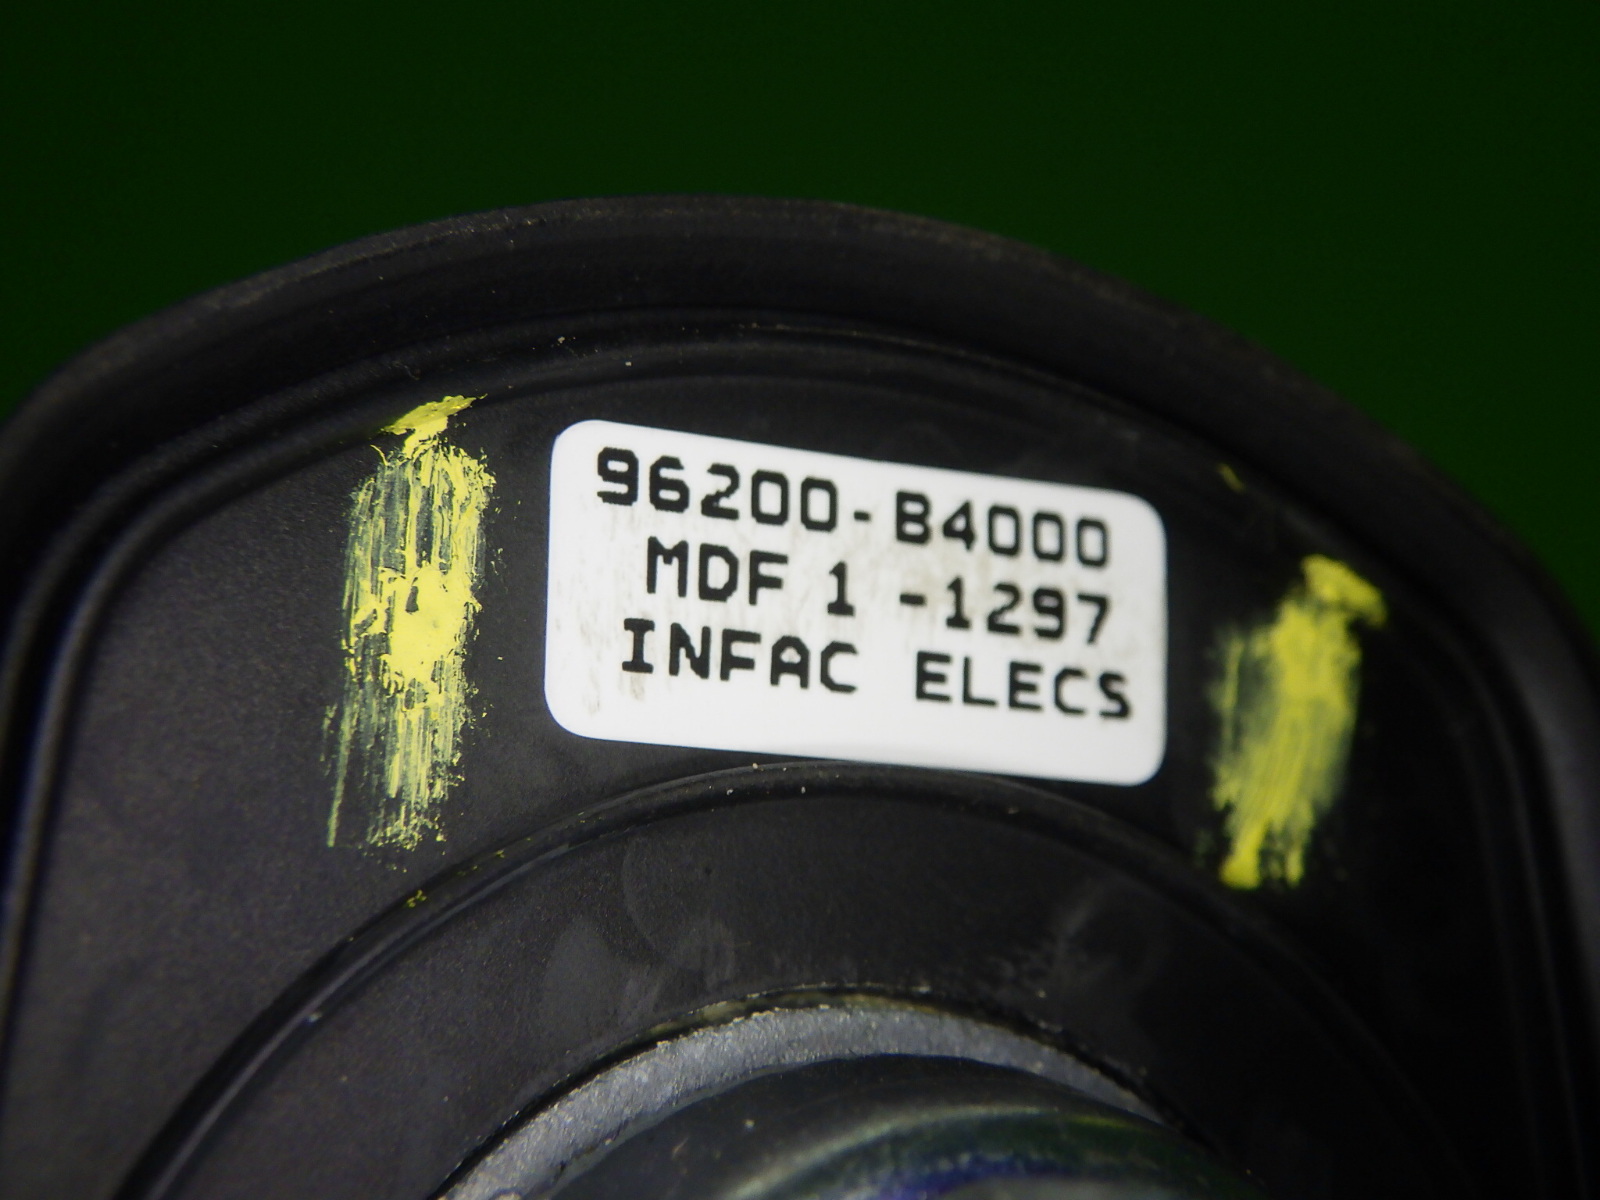 96200-B4000
MDF 1 -1297
INFAC ELECS